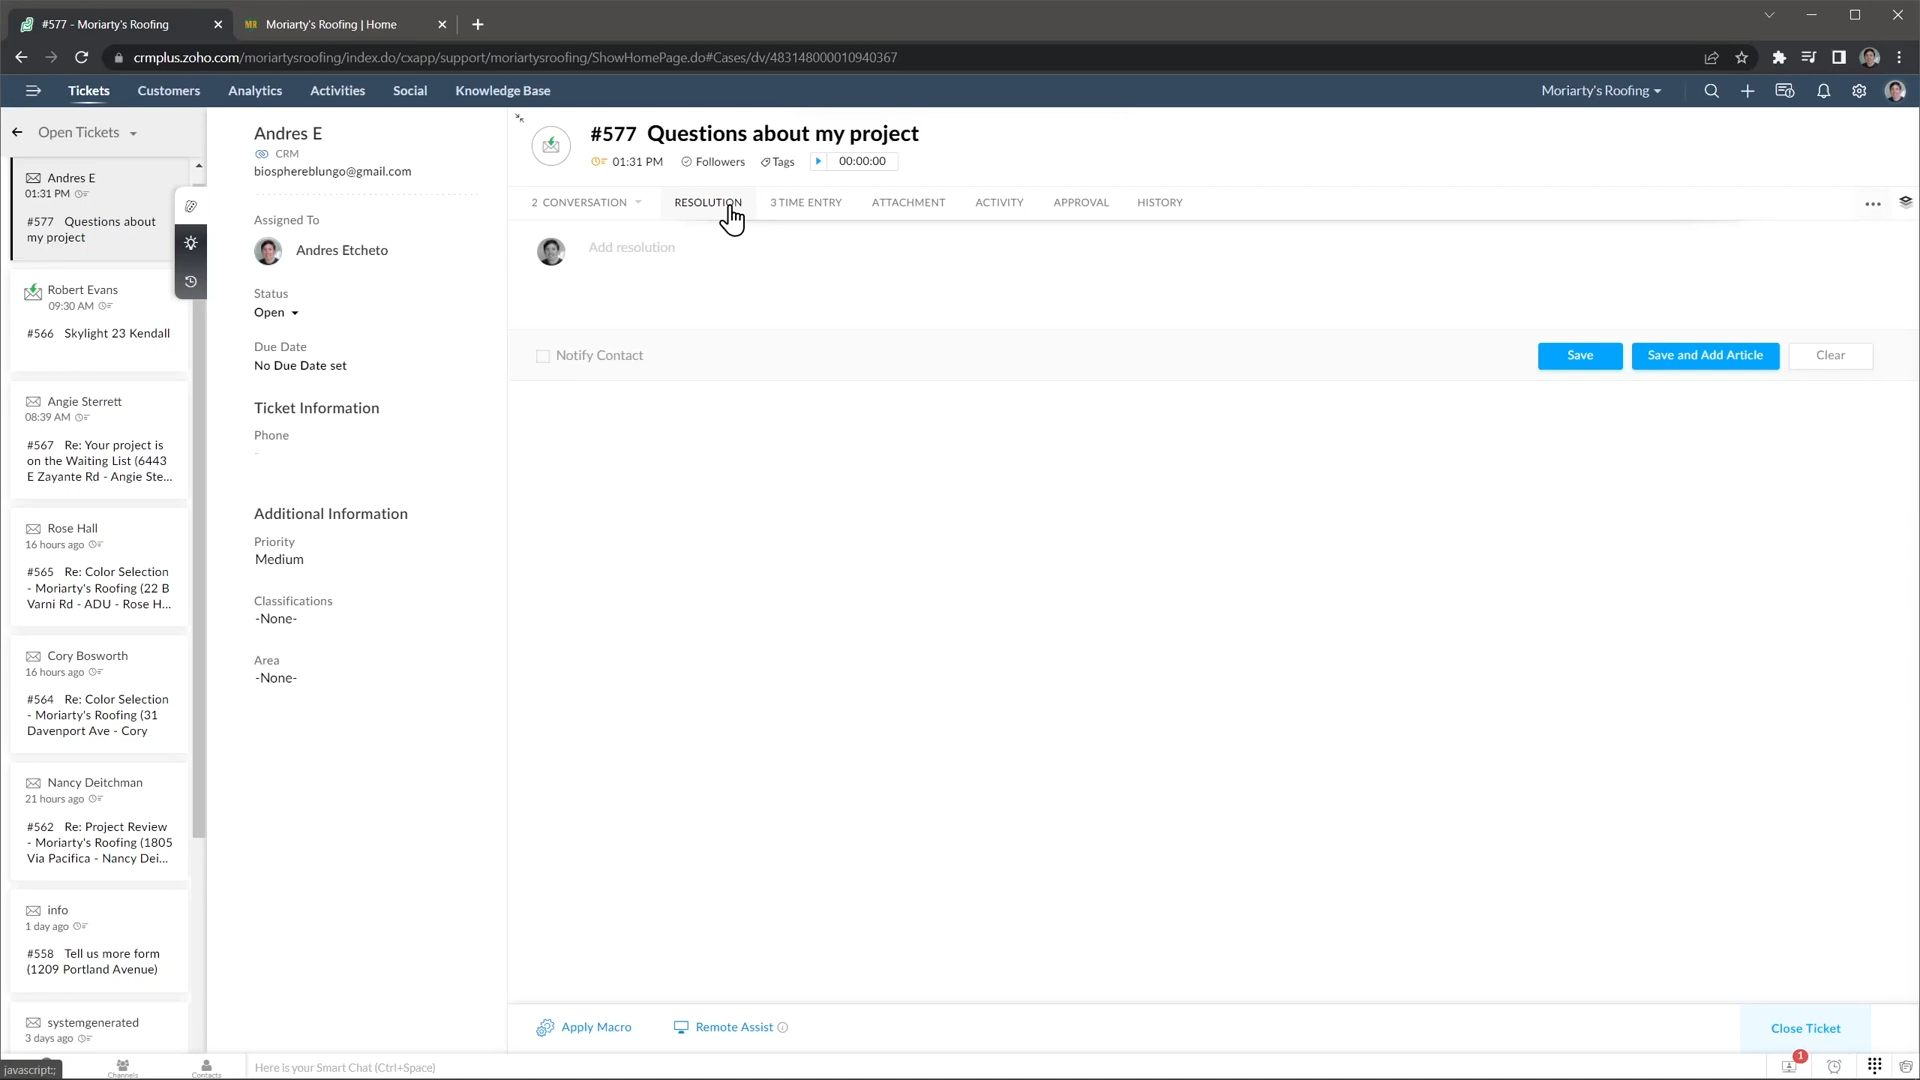 #577 - Moriarty's Roofing
MR Moriarty's Roofing | Home
crmplus.zoho.com/moriartysroofing/index.do/cxapp/support/moriartysroofing/ShowHomePage.do#Cases/dv/483148000010940367
Tickets Customers Analytics Activities Social Knowledge Base Moriarty's Roofing
Open Tickets
Andres E
01:31 PM
#577 Questions about
my project
Robert Evans
09:30 AM
#566 Skylight 23 Kendall
Angie Sterrett
08:39 AM
#567 Re: Your project is
on the Waiting List (6443
E Zayante Rd - Angie Ste...
Rose Hall
16 hours ago
#565 Re: Color Selection
- Moriarty's Roofing (22 B
Varni Rd - ADU - Rose H...
Cory Bosworth
16 hours ago
#564 Re: Color Selection
- Moriarty's Roofing (31
Davenport Ave - Cory
Nancy Deitchman
21 hours ago
#562 Re: Project Review
- Moriarty's Roofing (1805
Via Pacifica - Nancy Dei...
info
1 day ago
#558 Tell us more form
(1209 Portland Avenue)
systemgenerated
3 days ago
Andres E
CRM
biosphereblungo@gmail.com
Assigned To
Andres Etcheto
Status
Open
Due Date
No Due Date set
Ticket Information
Phone
-
Additional Information
Priority
Medium
Classifications
-None-
Area
-None-
#577 Questions about my project
01:31 PM Followers Tags 00:00:00
2 CONVERSATION RESOLUTION 3 TIME ENTRY ATTACHMENT ACTIVITY APPROVAL HISTORY
Add resolution
Notify Contact Save Save and Add Article Clear
Apply Macro Remote Assist Close Ticket
javascript:; Channels Contacts Here is your Smart Chat (Ctrl+Space) 1